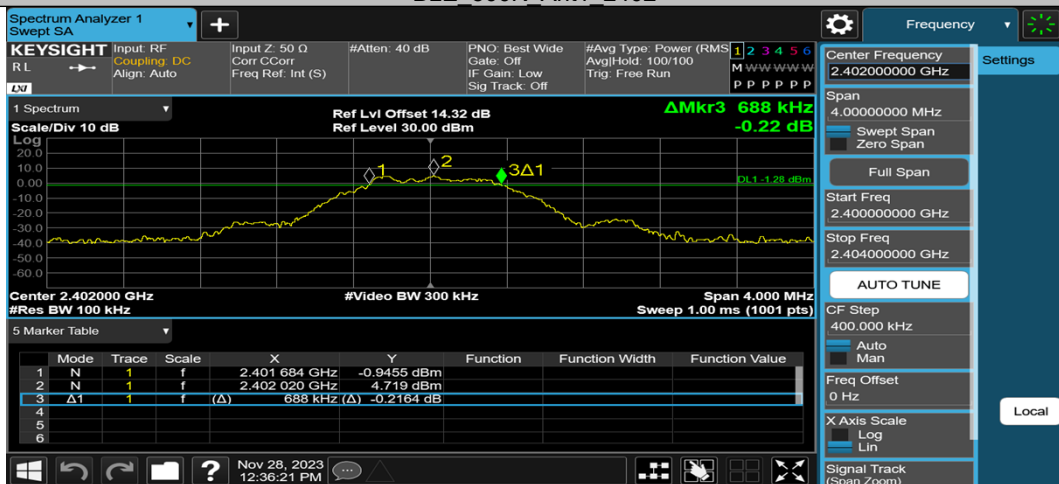 Spectrum Analyzer 1
Swept SA
Frequency
KEYSIGHT
RL
LXI
Input: RF
Coupling: DC
Align: Auto
Input Z: 50 Ω
Corr CCorr
Freq Ref: Int (S)
#Atten: 40 dB
PNO: Best Wide
Gate: Off
IF Gain: Low
Sig Track: Off
#Avg Type: Power (RMS
Avg|Hold: 100/100
Trig: Free Run
1 2 3 4 5 6
M W W W W W
P P P P P P
1 Spectrum
Scale/Div 10 dB
Ref Lvl Offset 14.32 dB
Ref Level 30.00 dBm
ΔMkr3 688 kHz
-0.22 dB
Log
20.0
10.0
0.00
-10.0
-20.0
-30.0
-40.0
-50.0
-60.0
1
2
3Δ1
DL1 -1.28 dBm
Center 2.402000 GHz
#Video BW 300 kHz
Span 4.000 MHz
#Res BW 100 kHz
Sweep 1.00 ms (1001 pts)
5 Marker Table
Mode Trace Scale X Y Function Function Width Function Value
1 N 1 f 2.401 684 GHz -0.9455 dBm
2 N 1 f 2.402 020 GHz 4.719 dBm
3 Δ1 1 f (Δ) 688 kHz (Δ) -0.2164 dB
4
5
6
Nov 28, 2023
12:36:21 PM
Center Frequency
2.402000000 GHz
Span
4.00000000 MHz
Swept Span
Zero Span
Full Span
Start Freq
2.400000000 GHz
Stop Freq
2.404000000 GHz
AUTO TUNE
CF Step
400.000 kHz
Auto
Man
Freq Offset
0 Hz
X Axis Scale
Log
Lin
Signal Track
(Span Zoom)
Settings
Local